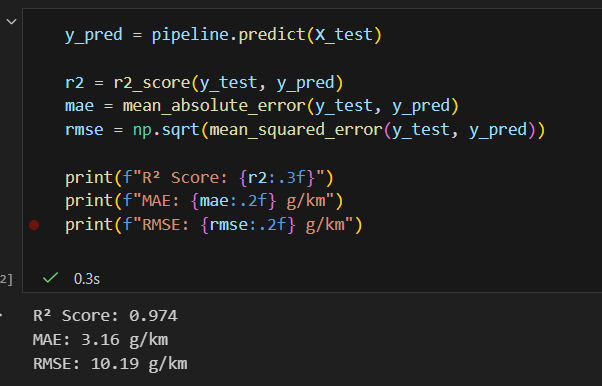 y_pred = pipeline.predict(X_test)
r2 = r2_score(y_test, y_pred)
mae = mean_absolute_error(y_test, y_pred)
rmse = np.sqrt(mean_squared_error(y_test, y_pred))
print(f"R² Score: {r2:.3f}")
print(f"MAE: {mae:.2f} g/km")
print(f"RMSE: {rmse:.2f} g/km")
2]
0.3s
R² Score: 0.974
MAE: 3.16 g/km
RMSE: 10.19 g/km